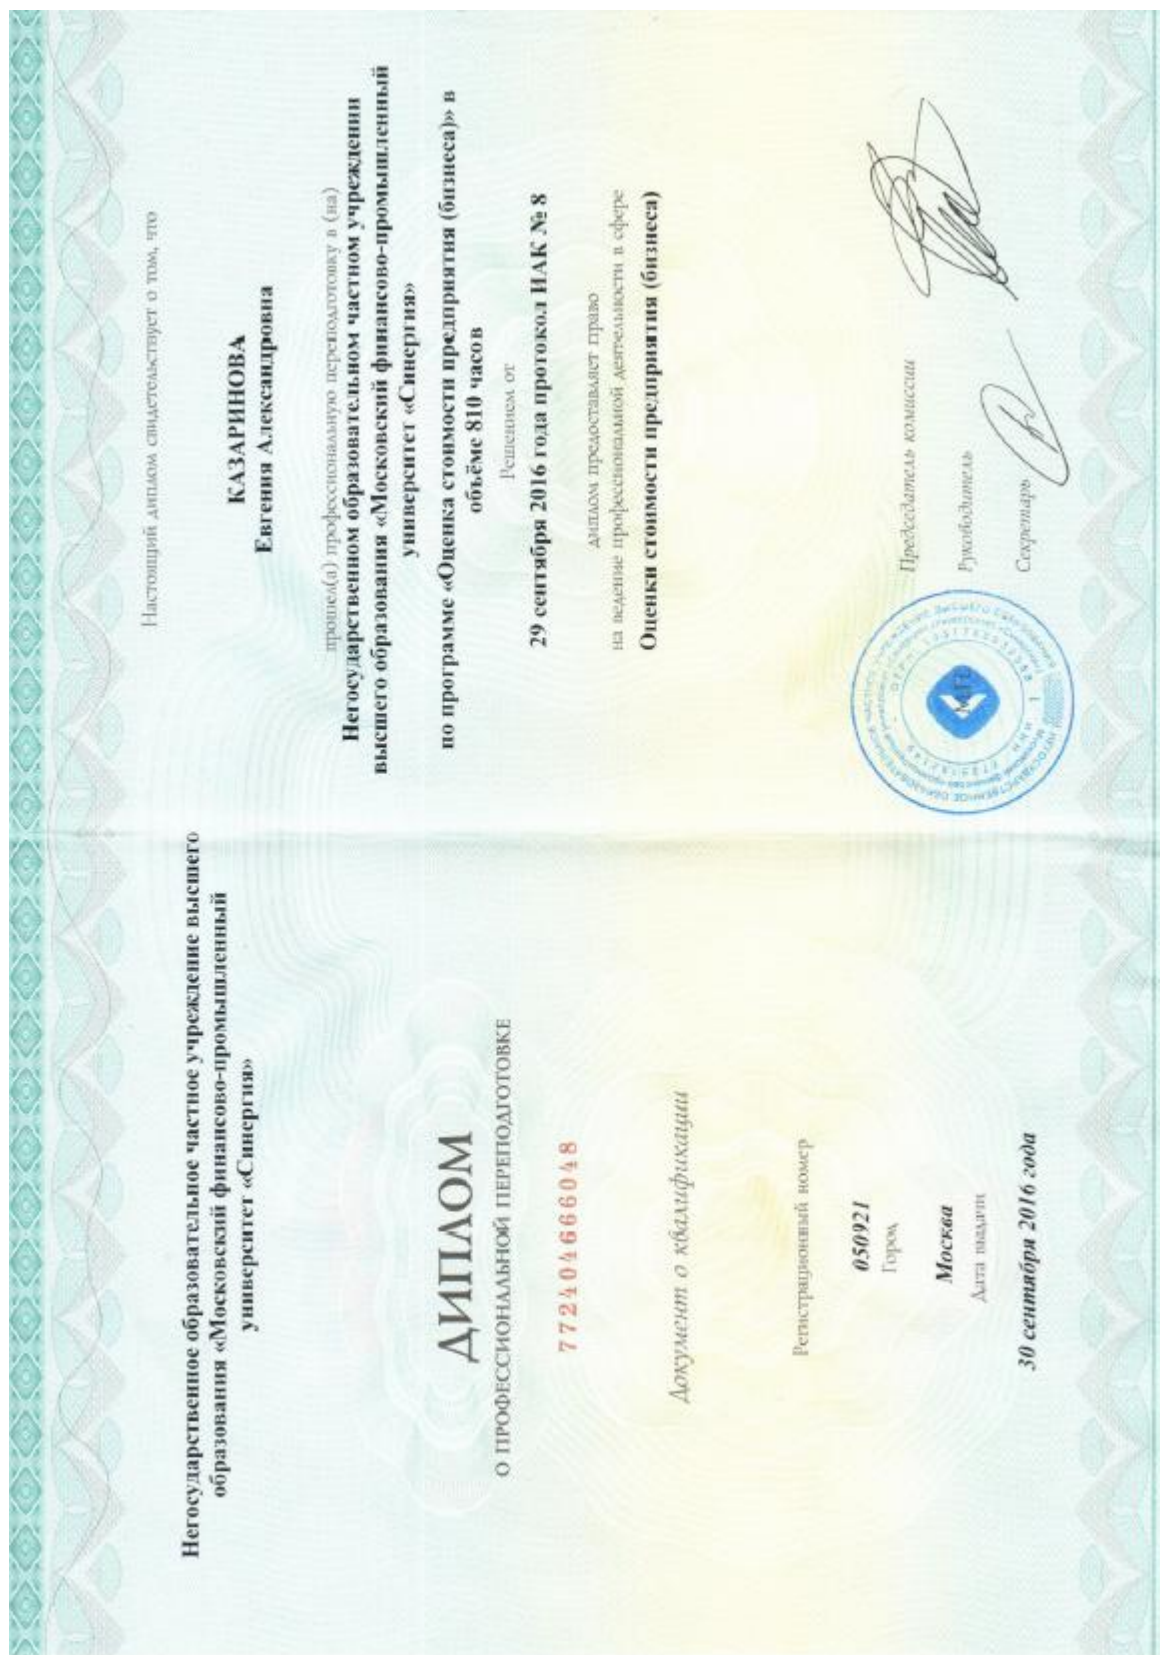 Негосударственное образовательное частное учреждение высшего
образования «Московский финансово-промышленный
университет «Синергия»
ДИПЛОМ
О ПРОФЕССИОНАЛЬНОЙ ПЕРЕПОДГОТОВКЕ
772404666048
Документ о квалификации
Регистрационный номер
050921
Город
Москва
Дата выдачи
30 сентября 2016 года
Настоящий диплом свидетельствует о том, что
КАЗАРИНОВА
Евгения Александровна
прошел(а) профессиональную переподготовку в (на)
Негосударственном образовательном частном учреждении
высшего образования «Московский финансово-промышленный
университет «Синергия»
по программе «Оценка стоимости предприятия (бизнеса)» в
объёме 810 часов
Решением от
29 сентября 2016 года протокол ИАК № 8
диплом предоставляет право
на ведение профессиональной деятельности в сфере
Оценки стоимости предприятия (бизнеса)
Председатель комиссии
Руководитель
Секретарь
М.П.